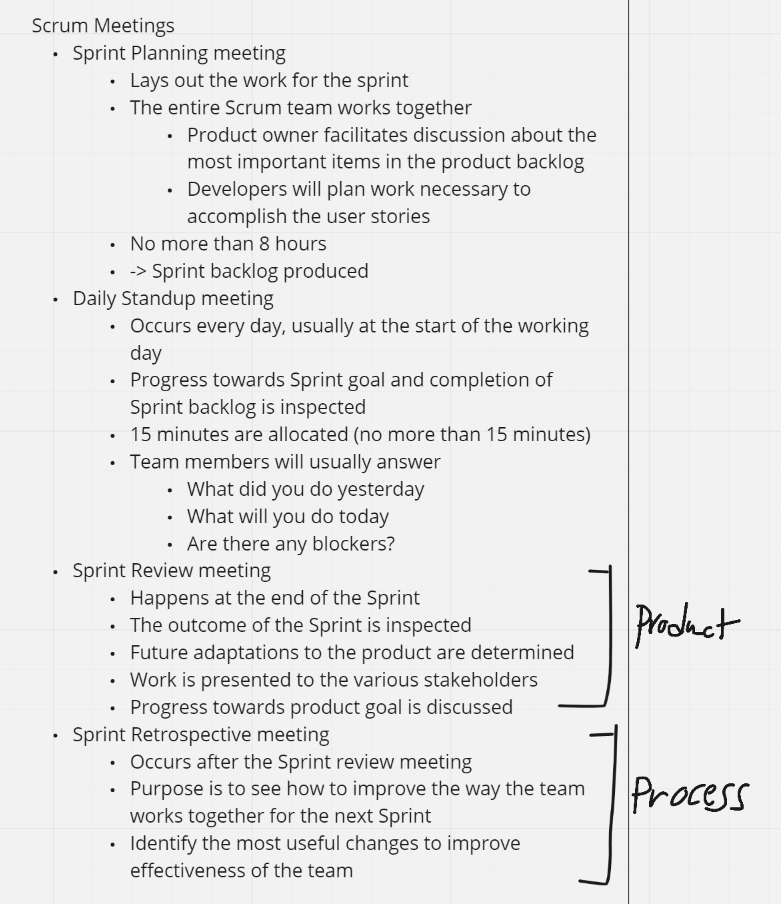 Scrum Meetings
• Sprint Planning meeting
• Lays out the work for the sprint
• The entire Scrum team works together
• Product owner facilitates discussion about the
most important items in the product backlog
• Developers will plan work necessary to
accomplish the user stories
• No more than 8 hours
• -> Sprint backlog produced
• Daily Standup meeting
• Occurs every day, usually at the start of the working
day
• Progress towards Sprint goal and completion of
Sprint backlog is inspected
• 15 minutes are allocated (no more than 15 minutes)
• Team members will usually answer
• What did you do yesterday
• What will you do today
• Are there any blockers?
• Sprint Review meeting
• Happens at the end of the Sprint
• The outcome of the Sprint is inspected
• Future adaptations to the product are determined
• Work is presented to the various stakeholders
• Progress towards product goal is discussed
Product
• Sprint Retrospective meeting
• Occurs after the Sprint review meeting
• Purpose is to see how to improve the way the team
works together for the next Sprint
• Identify the most useful changes to improve
effectiveness of the team
Process